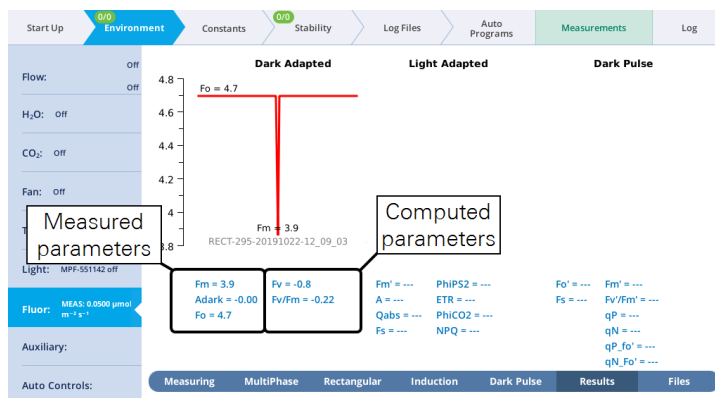 0/0
0/0
Start Up
Environment
Constants
Stability
Log Files
Auto
Programs
Measurements
Log
Flow:
Off
Off
H₂O: Off
CO₂: Off
Fan: Off
T
Light: MPF-551142 off
Fluor: MEAS: 0.0500 µmol
m⁻² s⁻¹
Auxiliary:
Auto Controls:
Dark Adapted
Light Adapted
Dark Pulse
4.8
4.6
4.4
4.2
4
3.8
Fo = 4.7
Fm = 3.9
RECT-295-20191022-12_09_03
Measured
parameters
Computed
parameters
Fm = 3.9
Adark = -0.00
Fo = 4.7
Fv = -0.8
Fv/Fm = -0.22
Fm' = ---
A = ---
Qabs = ---
Fs = ---
PhiPS2 = ---
ETR = ---
PhiCO2 = ---
NPQ = ---
Fo' = ---
Fs = ---
Fm' = ---
Fv'/Fm' = ---
qP = ---
qN = ---
qP_fo' = ---
qN_Fo' = ---
Measuring
MultiPhase
Rectangular
Induction
Dark Pulse
Results
Files